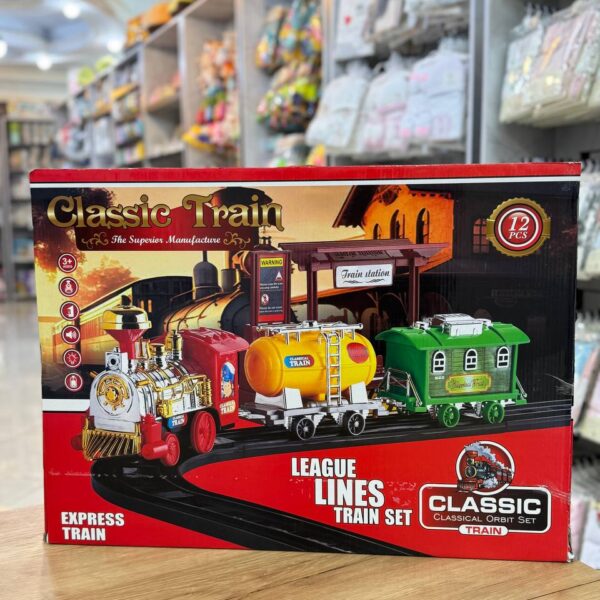 Classic Train
The Superior Manufacture
12
PCS
3+
WARNING
Train station
CLASSICAL
TRAIN
EXPRESS
TRAIN
LEAGUE
LINES
TRAIN SET
CLASSIC
CLASSICAL ORBIT SET
TRAIN